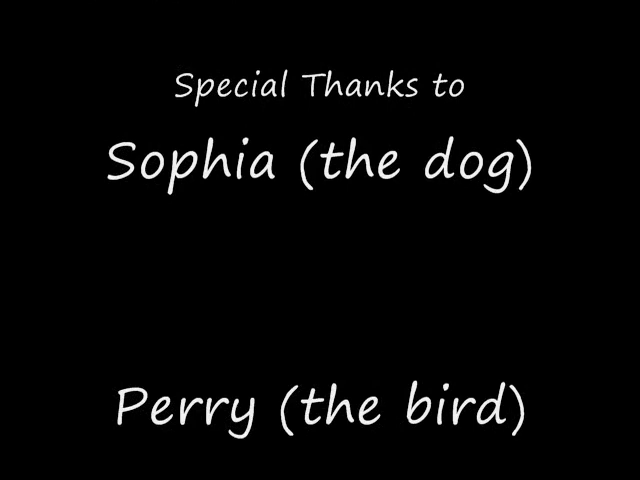 Special Thanks to
Sophia (the dog)
Perry (the bird)